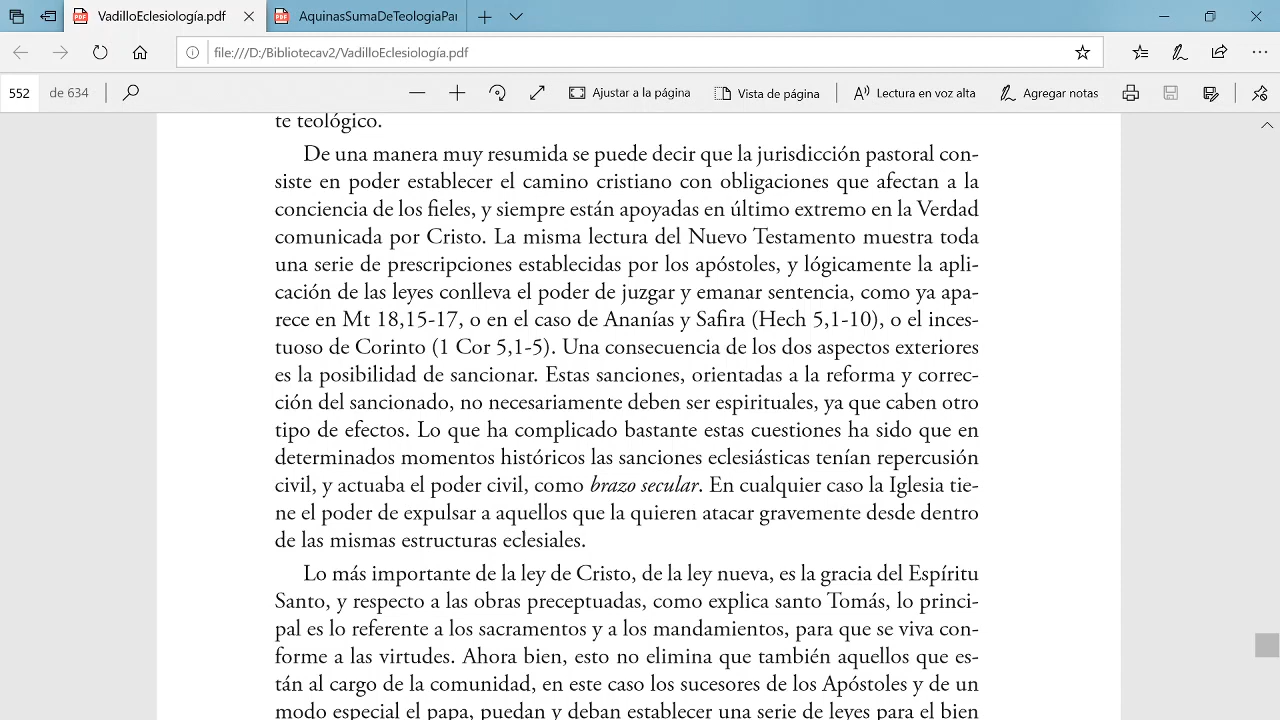 VadilloEclesiología.pdf
AquinasSumaDeTeologiaPar
file:///D:/Bibliotecav2/VadilloEclesiología.pdf
552 de 634
Ajustar a la página
Vista de página
Lectura en voz alta
Agregar notas
te teológico.
De una manera muy resumida se puede decir que la jurisdicción pastoral con-
siste en poder establecer el camino cristiano con obligaciones que afectan a la
conciencia de los fieles, y siempre están apoyadas en último extremo en la Verdad
comunicada por Cristo. La misma lectura del Nuevo Testamento muestra toda
una serie de prescripciones establecidas por los apóstoles, y lógicamente la apli-
cación de las leyes conlleva el poder de juzgar y emanar sentencia, como ya apa-
rece en Mt 18,15-17, o en el caso de Ananías y Safira (Hech 5,1-10), o el inces-
tuoso de Corinto (1 Cor 5,1-5). Una consecuencia de los dos aspectos exteriores
es la posibilidad de sancionar. Estas sanciones, orientadas a la reforma y correc-
ción del sancionado, no necesariamente deben ser espirituales, ya que caben otro
tipo de efectos. Lo que ha complicado bastante estas cuestiones ha sido que en
determinados momentos históricos las sanciones eclesiásticas tenían repercusión
civil, y actuaba el poder civil, como brazo secular. En cualquier caso la Iglesia tie-
ne el poder de expulsar a aquellos que la quieren atacar gravemente desde dentro
de las mismas estructuras eclesiales.
Lo más importante de la ley de Cristo, de la ley nueva, es la gracia del Espíritu
Santo, y respecto a las obras preceptuadas, como explica santo Tomás, lo princi-
pal es lo referente a los sacramentos y a los mandamientos, para que se viva con-
forme a las virtudes. Ahora bien, esto no elimina que también aquellos que es-
tán al cargo de la comunidad, en este caso los sucesores de los Apóstoles y de un
modo especial el papa, puedan y deban establecer una serie de leyes para el bien